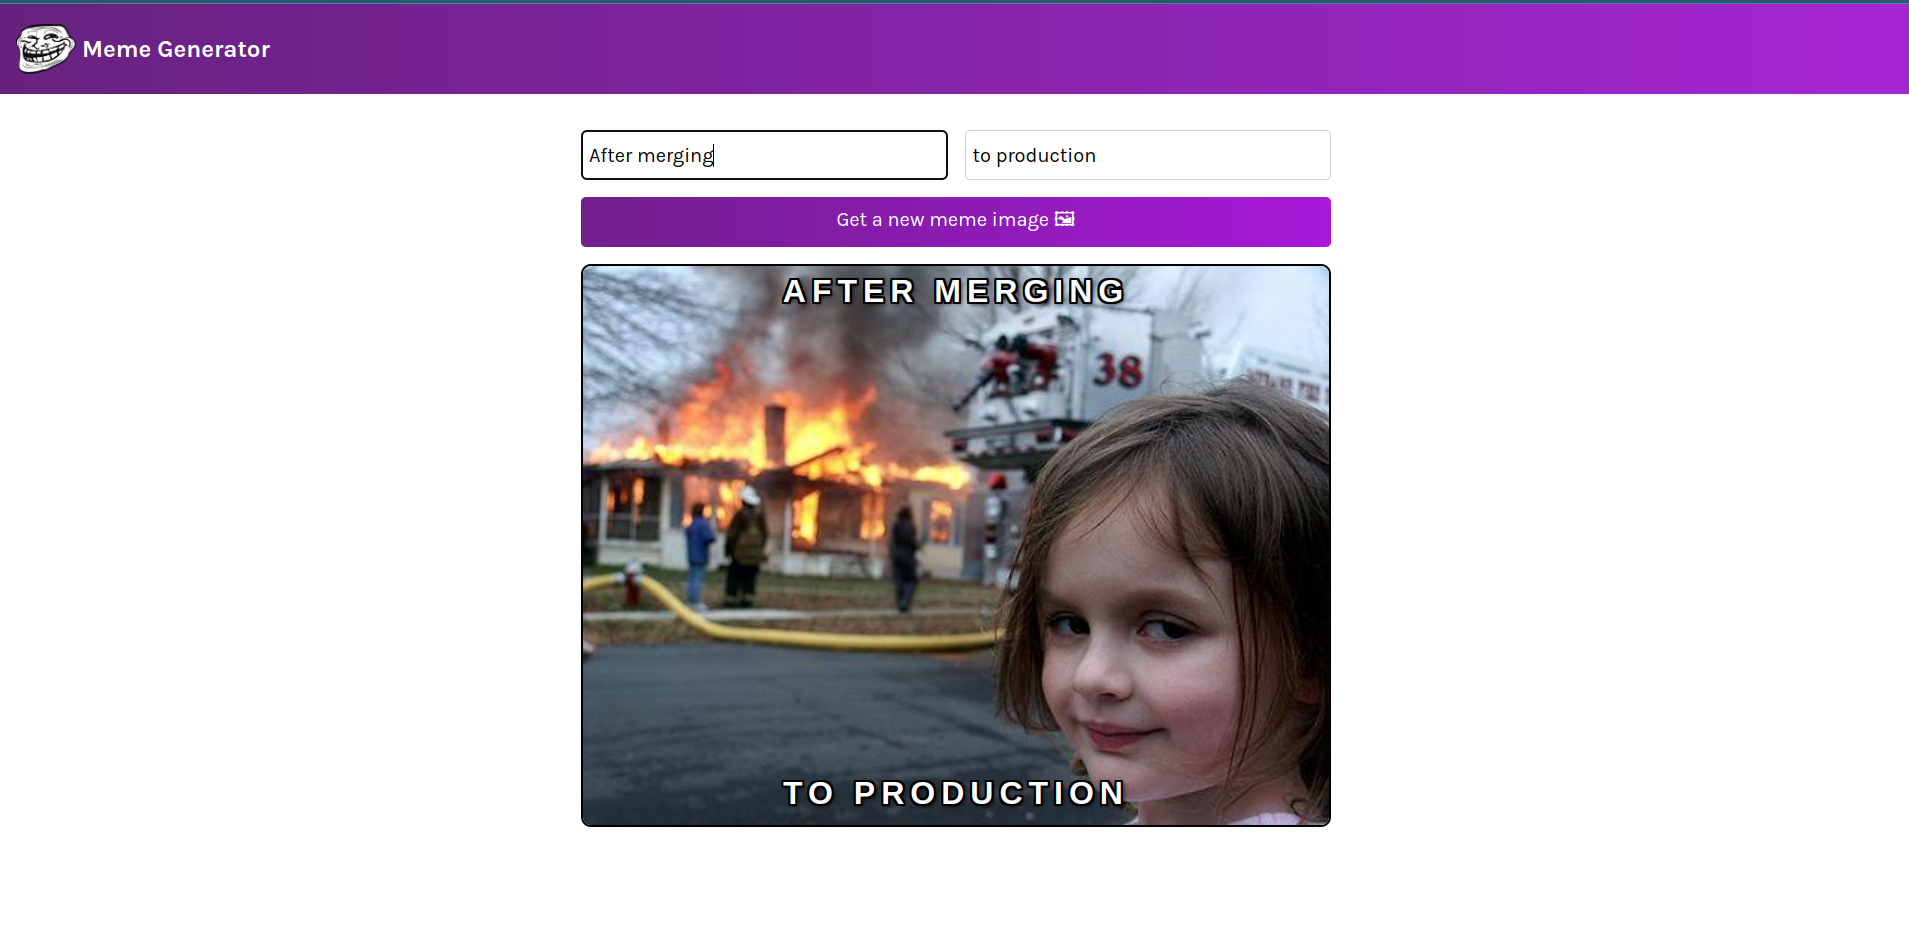 Meme Generator
After merging
to production
Get a new meme image
AFTER MERGING
38
TO PRODUCTION